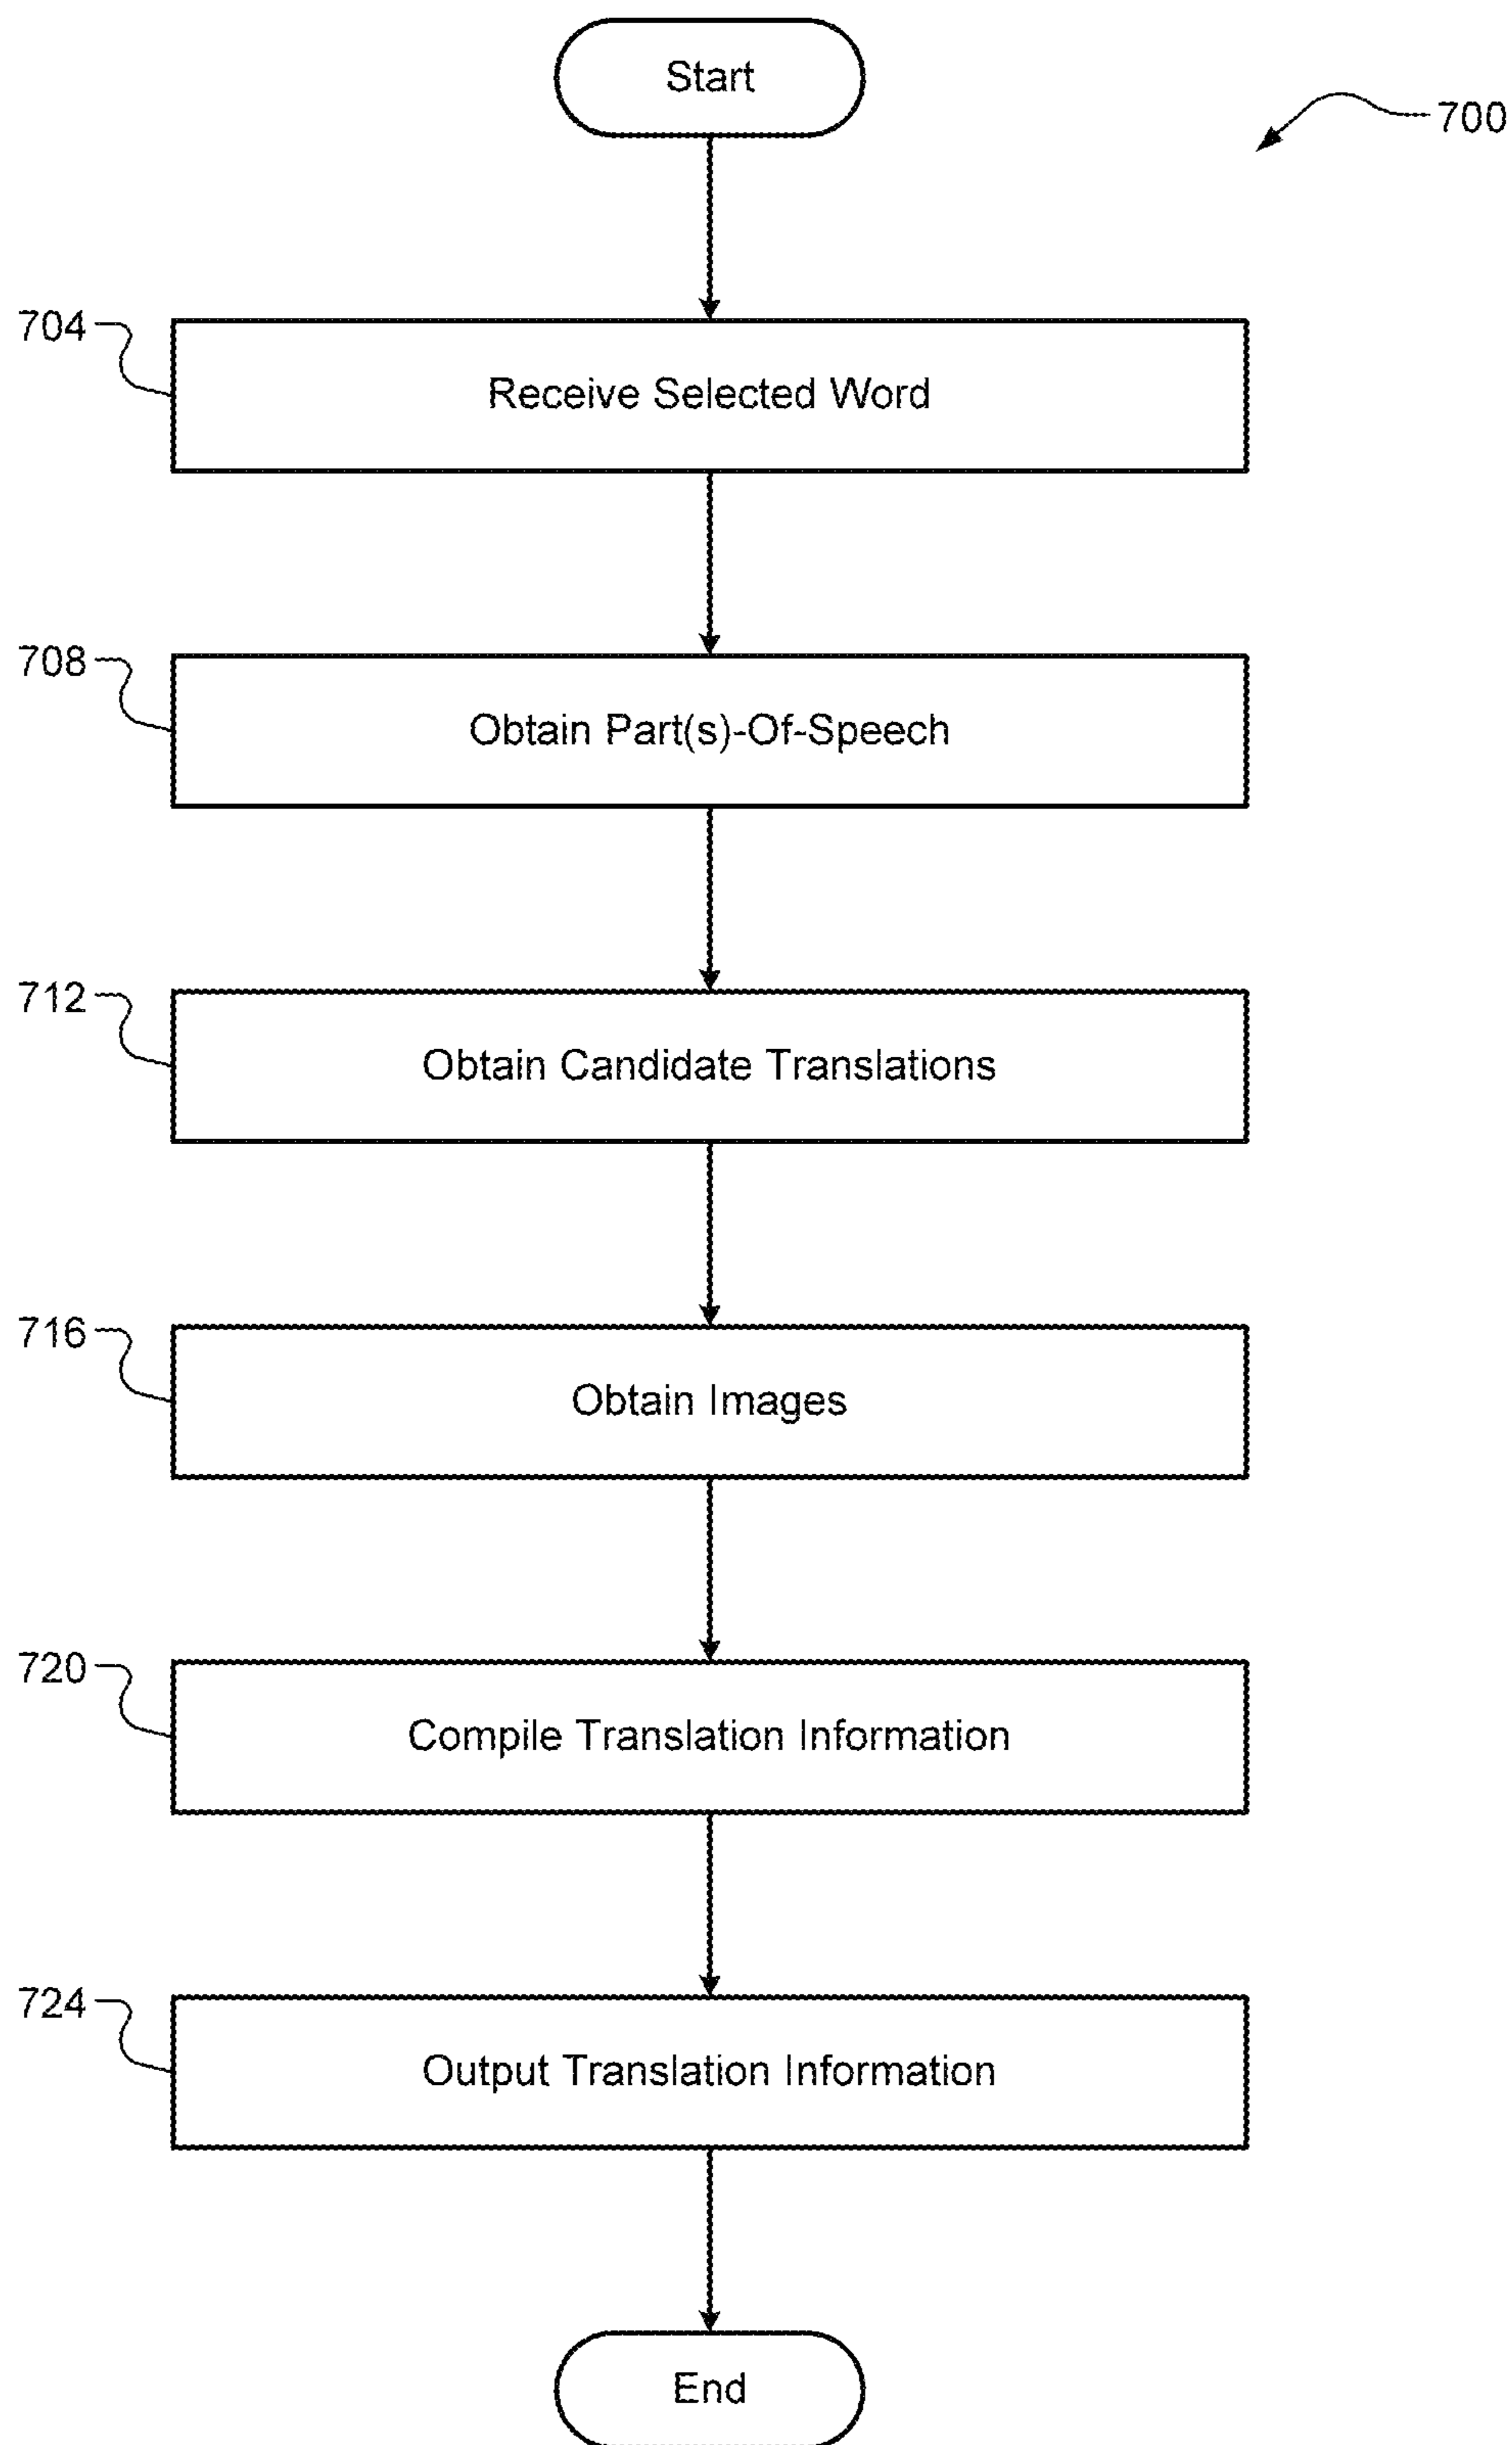 Start
700
704
Receive Selected Word
708
Obtain Part(s)-Of-Speech
712
Obtain Candidate Translations
716
Obtain Images
720
Compile Translation Information
724
Output Translation Information
End